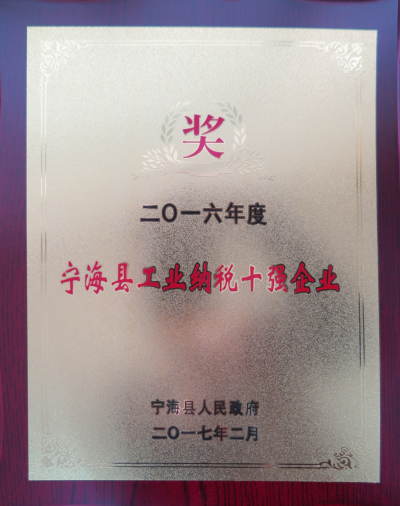 奖
二〇一六年度
宁海县工业纳税十强企业
宁海县人民政府
二〇一七年二月